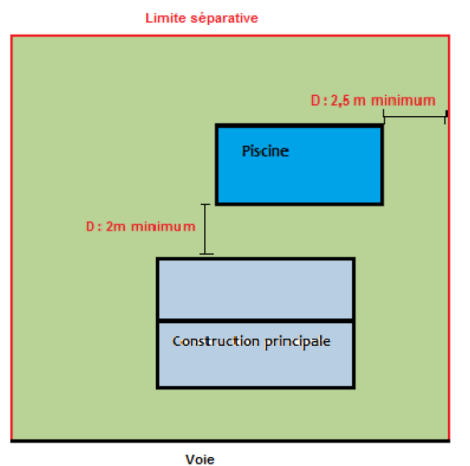 Limite séparative
D : 2,5 m minimum
Piscine
D : 2m minimum
Construction principale
Voie